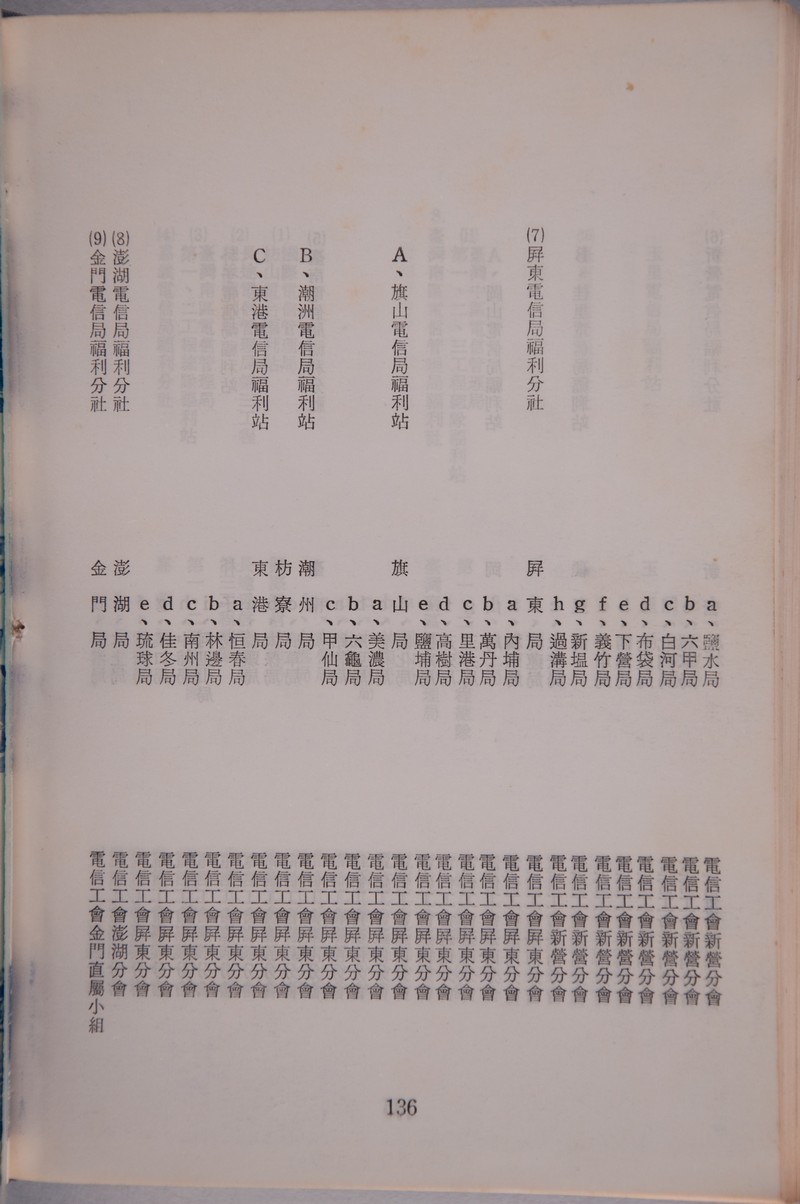 a、鹽水局 電信工會新營分會
b、六甲局 電信工會新營分會
c、白河局 電信工會新營分會
d、布袋局 電信工會新營分會
e、下營局 電信工會新營分會
f、義竹局 電信工會新營分會
g、新塭局 電信工會新營分會
h、過溝局 電信工會新營分會
(7)屏東電信局福利分社 屏東局 電信工會屏東分會
a、內埔局 電信工會屏東分會
b、萬丹局 電信工會屏東分會
c、里港局 電信工會屏東分會
d、高樹局 電信工會屏東分會
e、鹽埔局 電信工會屏東分會
A、旗山電信局福利站 旗山局 電信工會屏東分會
a、美濃局 電信工會屏東分會
b、六龜局 電信工會屏東分會
c、甲仙局 電信工會屏東分會
B、潮洲電信局福利站 潮州局 電信工會屏東分會
枋寮局 電信工會屏東分會
C、東港電信局福利站 東港局 電信工會屏東分會
a、恒春局 電信工會屏東分會
b、林邊局 電信工會屏東分會
c、南州局 電信工會屏東分會
d、佳冬局 電信工會屏東分會
e、琉球局 電信工會屏東分會
(8)澎湖電信局福利分社 澎湖局 電信工會澎湖分會
(9)金門電信局福利分社 金門局 電信工會金門直屬小組
136